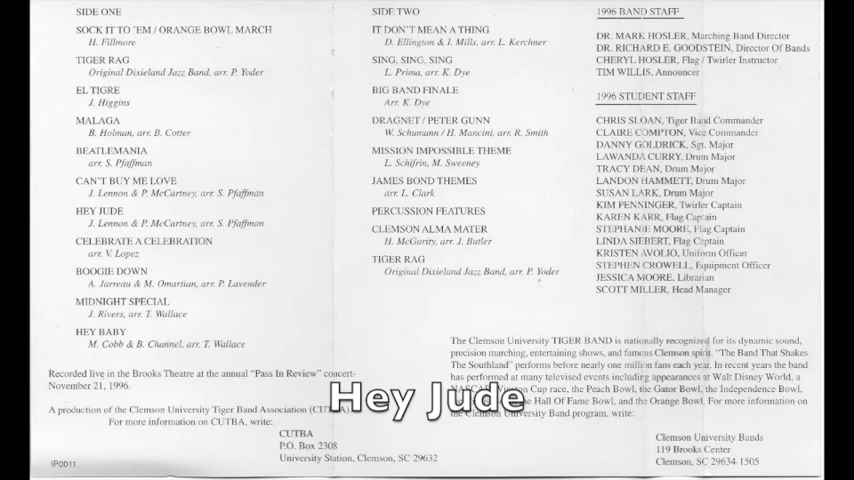 SIDE ONE
SOCK IT TO 'EM / ORANGE BOWL MARCH
H. Fillmore
TIGER RAG
Original Dixieland Jazz Band, arr. P. Yoder
EL TIGRE
J. Higgins
MALAGA
B. Holman, arr. B. Cotter
BEATLEMANIA
arr. S. Pfaffman
CAN'T BUY ME LOVE
J. Lennon & P. McCartney, arr. S. Pfaffman
HEY JUDE
J. Lennon & P. McCartney, arr. S. Pfaffman
CELEBRATE A CELEBRATION
arr. V. Lopez
BOOGIE DOWN
A. Jarreau & M. Omartian, arr. P. Lavender
MIDNIGHT SPECIAL
J. Rivers, arr. T. Wallace
HEY BABY
M. Cobb & B. Channel, arr. T. Wallace
Recorded live in the Brooks Theatre at the annual "Pass In Review" concert-
November 21, 1996.
A production of the Clemson University Tiger Band Association (CUTBA).
For more information on CUTBA, write:
CUTBA
P.O. Box 2308
University Station, Clemson, SC 29632
IP0011
SIDE TWO
IT DON'T MEAN A THING
D. Ellington & I. Mills, arr. L. Kerchner
SING, SING, SING
L. Prima, arr. K. Dye
BIG BAND FINALE
Arr. K. Dye
DRAGNET / PETER GUNN
W. Schumann / H. Mancini, arr. R. Smith
MISSION IMPOSSIBLE THEME
L. Schifrin, M. Sweeney
JAMES BOND THEMES
arr. L. Clark
PERCUSSION FEATURES
CLEMSON ALMA MATER
H. McGarity, arr. J. Butler
TIGER RAG
Original Dixieland Jazz Band, arr. P. Yoder
1996 BAND STAFF
DR. MARK HOSLER, Marching Band Director
DR. RICHARD E. GOODSTEIN, Director Of Bands
CHERYL HOSLER, Flag / Twirler Instructor
TIM WILLIS, Announcer
1996 STUDENT STAFF
CHRIS SLOAN, Tiger Band Commander
CLAIRE COMPTON, Vice Commander
DANNY GOLDRICK, Sgt. Major
LAWANDA CURRY, Drum Major
TRACY DEAN, Drum Major
LANDON HAMMETT, Drum Major
SUSAN LARK, Drum Major
KIM PENNINGER, Twirler Captain
KAREN KARR, Flag Captain
STEPHANIE MOORE, Flag Captain
LINDA SIEBERT, Flag Captain
KRISTEN AVOLIO, Uniform Officer
STEPHEN CROWELL, Equipment Officer
JESSICA MOORE, Librarian
SCOTT MILLER, Head Manager
The Clemson University TIGER BAND is nationally recognized for its dynamic sound,
precision marching, entertaining shows, and famous Clemson spirit. "The Band That Shakes
The Southland" performs before nearly one million fans each year. In recent years the band
has performed at many televised events including appearances at Walt Disney World, a
NASCAR Winston Cup race, the Peach Bowl, the Gator Bowl, the Independence Bowl,
the Hall Of Fame Bowl, and the Orange Bowl. For more information on
the Clemson University Band program, write:
Clemson University Bands
119 Brooks Center
Clemson, SC 29634-1505
Hey Jude